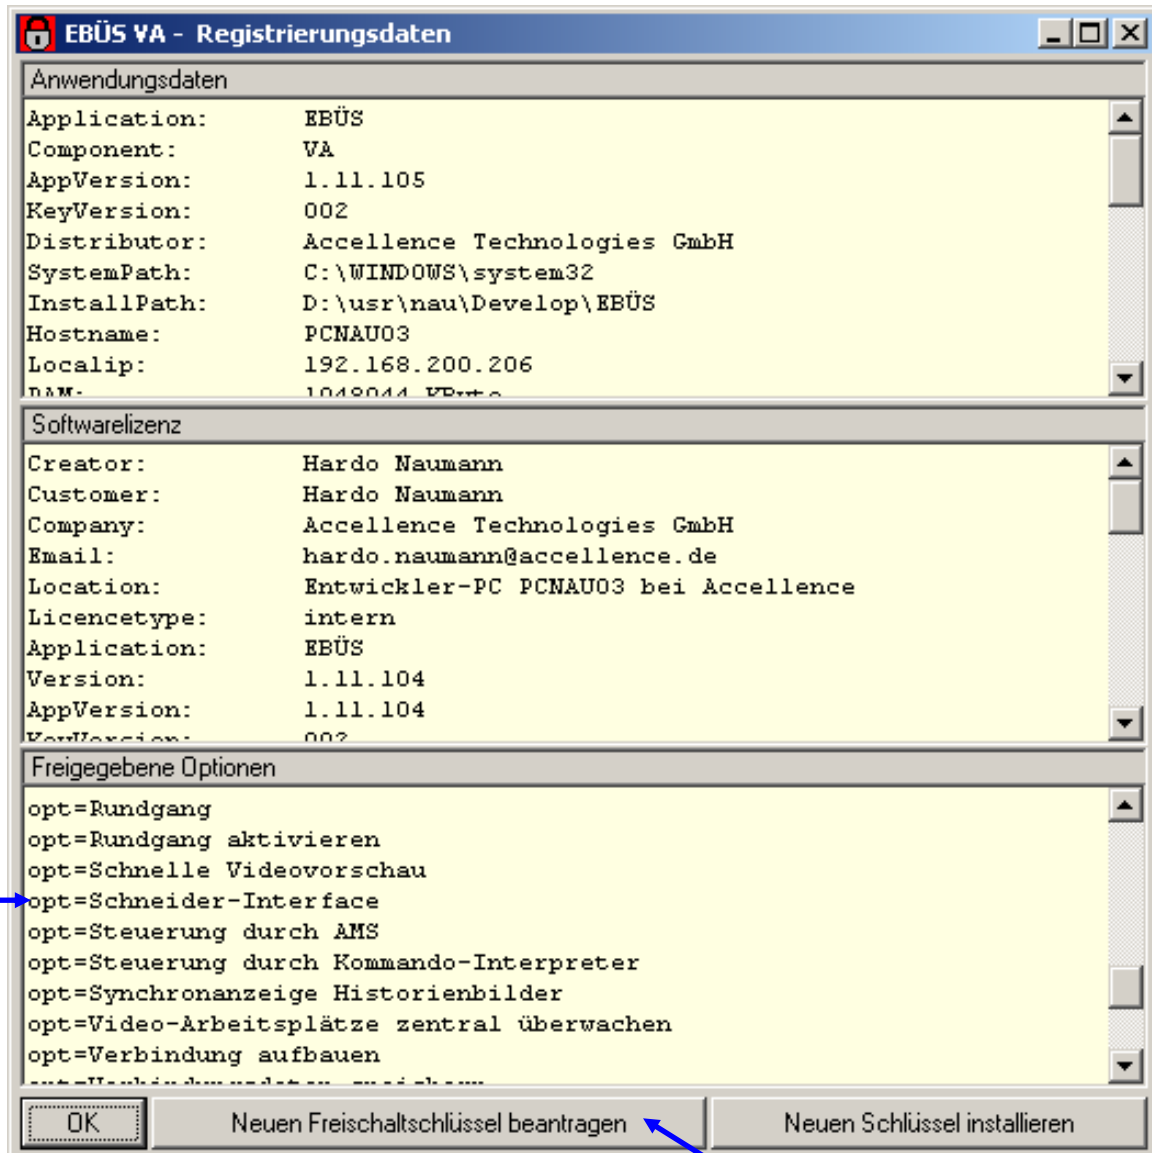 EBÜS VA - Registrierungsdaten
Anwendungsdaten
Application: EBÜS
Component: VA
AppVersion: 1.11.105
KeyVersion: 002
Distributor: Accellence Technologies GmbH
SystemPath: C:\WINDOWS\system32
InstallPath: D:\usr\nau\Develop\EBÜS
Hostname: PCNAU03
Localip: 192.168.200.206
RAM: 1048044 KByte
Softwarelizenz
Creator: Hardo Naumann
Customer: Hardo Naumann
Company: Accellence Technologies GmbH
Email: hardo.naumann@accellence.de
Location: Entwickler-PC PCNAU03 bei Accellence
Licencetype: intern
Application: EBÜS
Version: 1.11.104
AppVersion: 1.11.104
KeyVersion: 002
Freigegebene Optionen
opt=Rundgang
opt=Rundgang aktivieren
opt=Schnelle Videovorschau
opt=Schneider-Interface
opt=Steuerung durch AMS
opt=Steuerung durch Kommando-Interpreter
opt=Synchronanzeige Historienbilder
opt=Video-Arbeitsplätze zentral überwachen
opt=Verbindung aufbauen
OK Neuen Freischaltschlüssel beantragen Neuen Schlüssel installieren